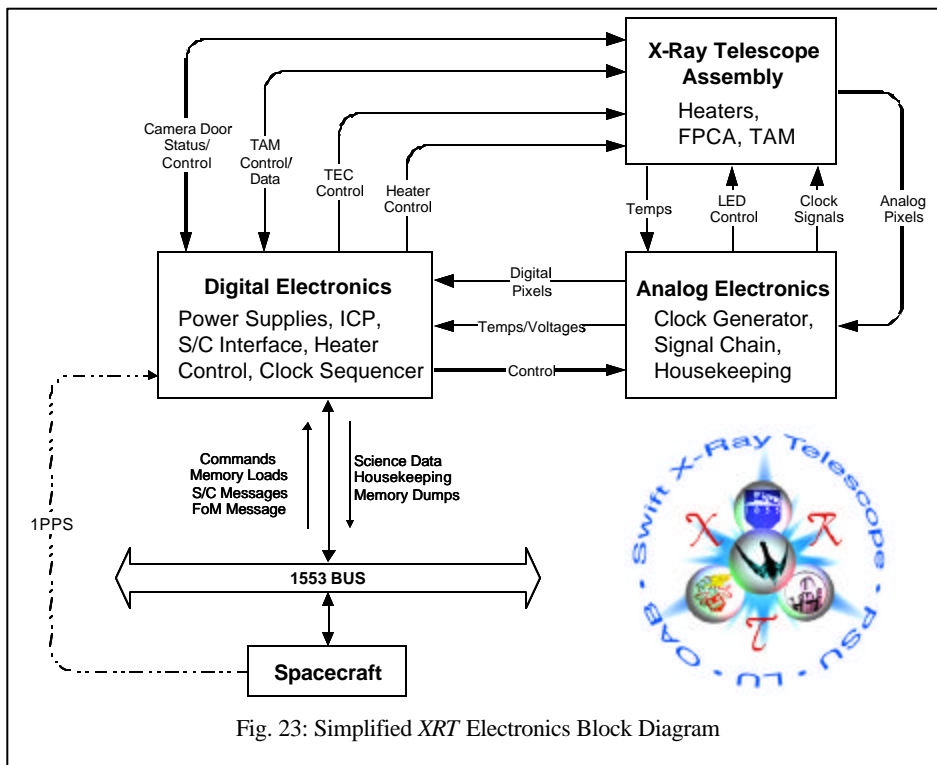 X-Ray Telescope
Assembly
Heaters,
FPCA, TAM
Camera Door
Status/
Control
TAM
Control/
Data
TEC
Control
Heater
Control
Temps
LED
Control
Clock
Signals
Analog
Pixels
Digital Electronics
Power Supplies, ICP,
S/C Interface, Heater
Control, Clock Sequencer
Digital
Pixels
Temps/Voltages
Control
Analog Electronics
Clock Generator,
Signal Chain,
Housekeeping
Commands
Memory Loads
S/C Messages
FoM Message
Science Data
Housekeeping
Memory Dumps
1PPS
1553 BUS
Spacecraft
Swift X-Ray Telescope - PSU - LU - OAB -
X
R
T
Fig. 23: Simplified XRT Electronics Block Diagram